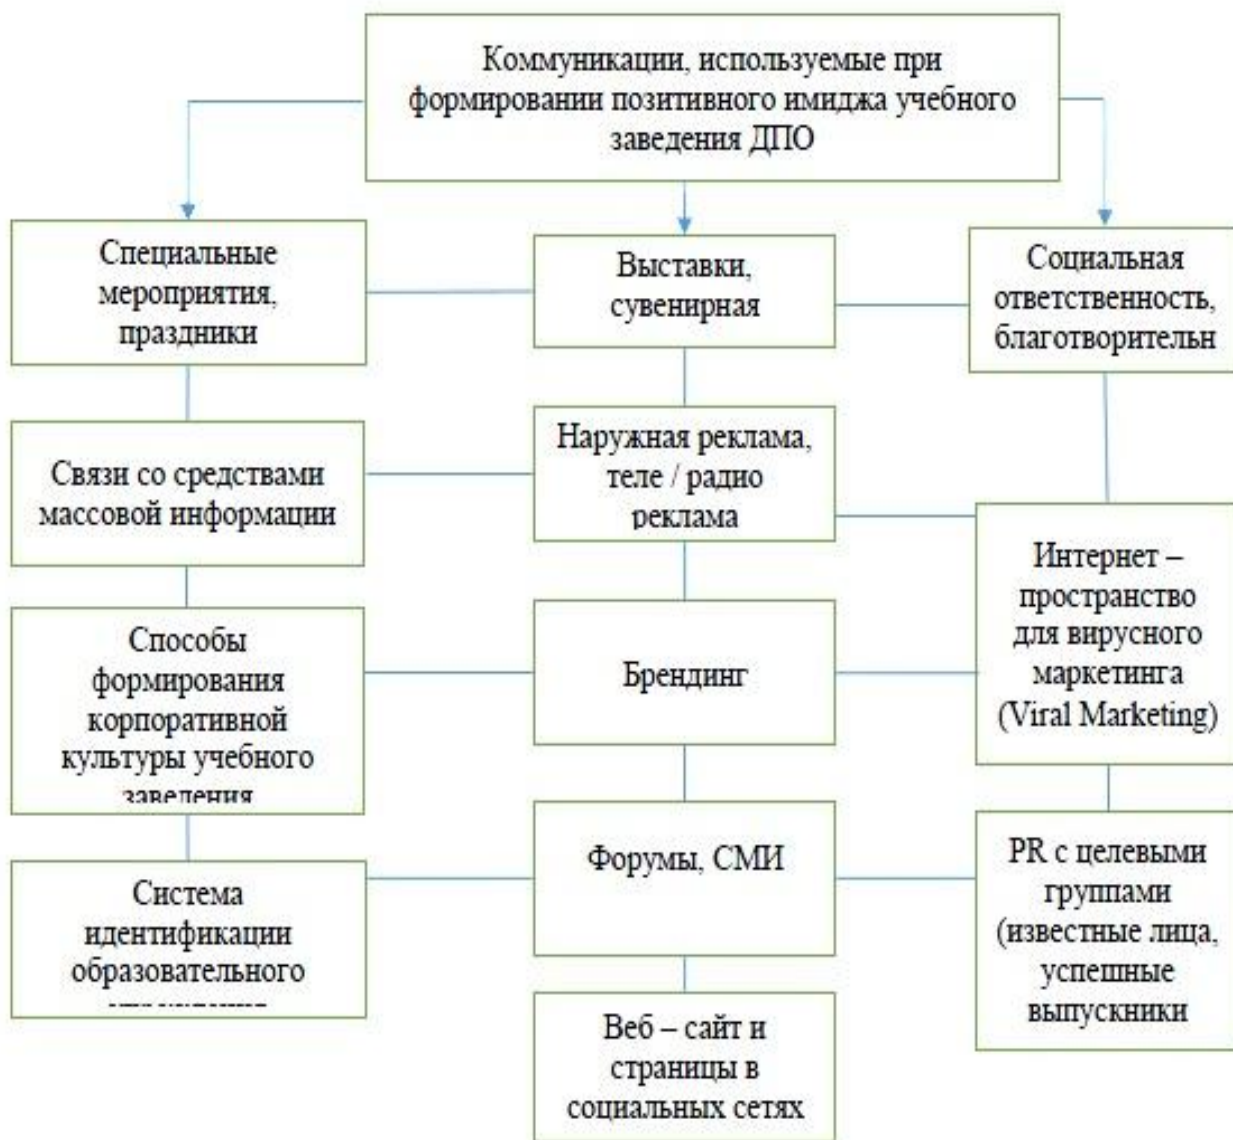 Коммуникации, используемые при
формировании позитивного имиджа учебного
заведения ДПО
Специальные
мероприятия,
праздники
Выставки,
сувенирная
Социальная
ответственность,
благотворительн
Связи со средствами
массовой информации
Наружная реклама,
теле / радио
реклама
Интернет –
пространство
для вирусного
маркетинга
(Viral Marketing)
Способы
формирования
корпоративной
культуры учебного
заведения
Брендинг
Система
идентификации
образовательного
Форумы, СМИ
PR с целевыми
группами
(известные лица,
успешные
выпускники
Веб – сайт и
страницы в
социальных сетях